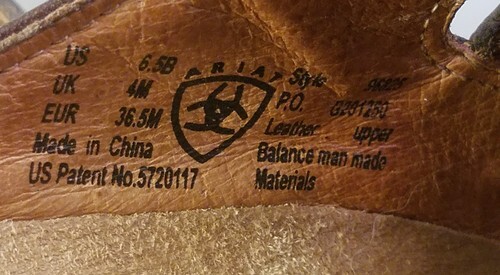 US 6.5B
UK 4M
EUR 36.5M
Made in China
US Patent No.5720117
ARIAT
Style
P.O. G201280
Leather upper
Balance man made
Materials